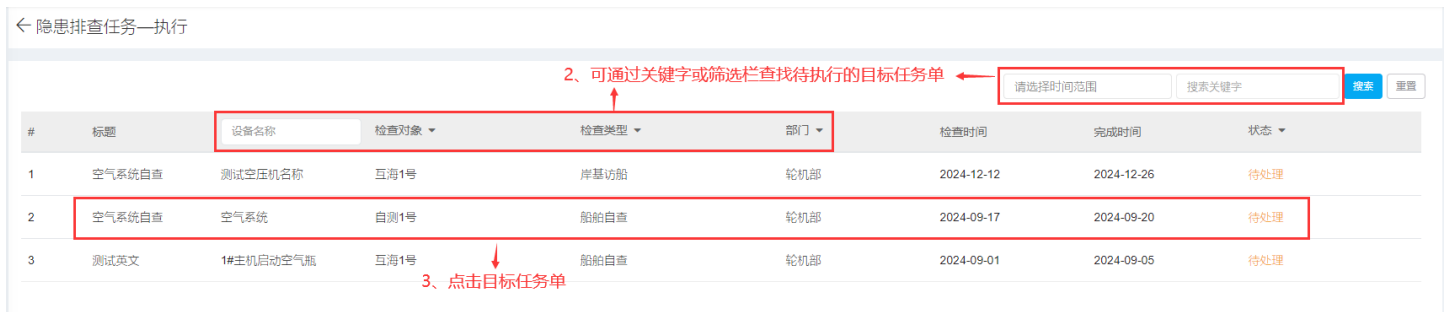 ← 隐患排查任务—执行
2、可通过关键字或筛选栏查找待执行的目标任务单
请选择时间范围 搜索关键字 搜索 重置
# 标题 设备名称 检查对象 检查类型 部门 检查时间 完成时间 状态
1 空气系统自查 测试空压机名称 互海1号 岸基访船 轮机部 2024-12-12 2024-12-26 待处理
2 空气系统自查 空气系统 自测1号 船舶自查 轮机部 2024-09-17 2024-09-20 待处理
3 测试英文 1#主机启动空气瓶 互海1号 船舶自查 轮机部 2024-09-01 2024-09-05 待处理
3、点击目标任务单